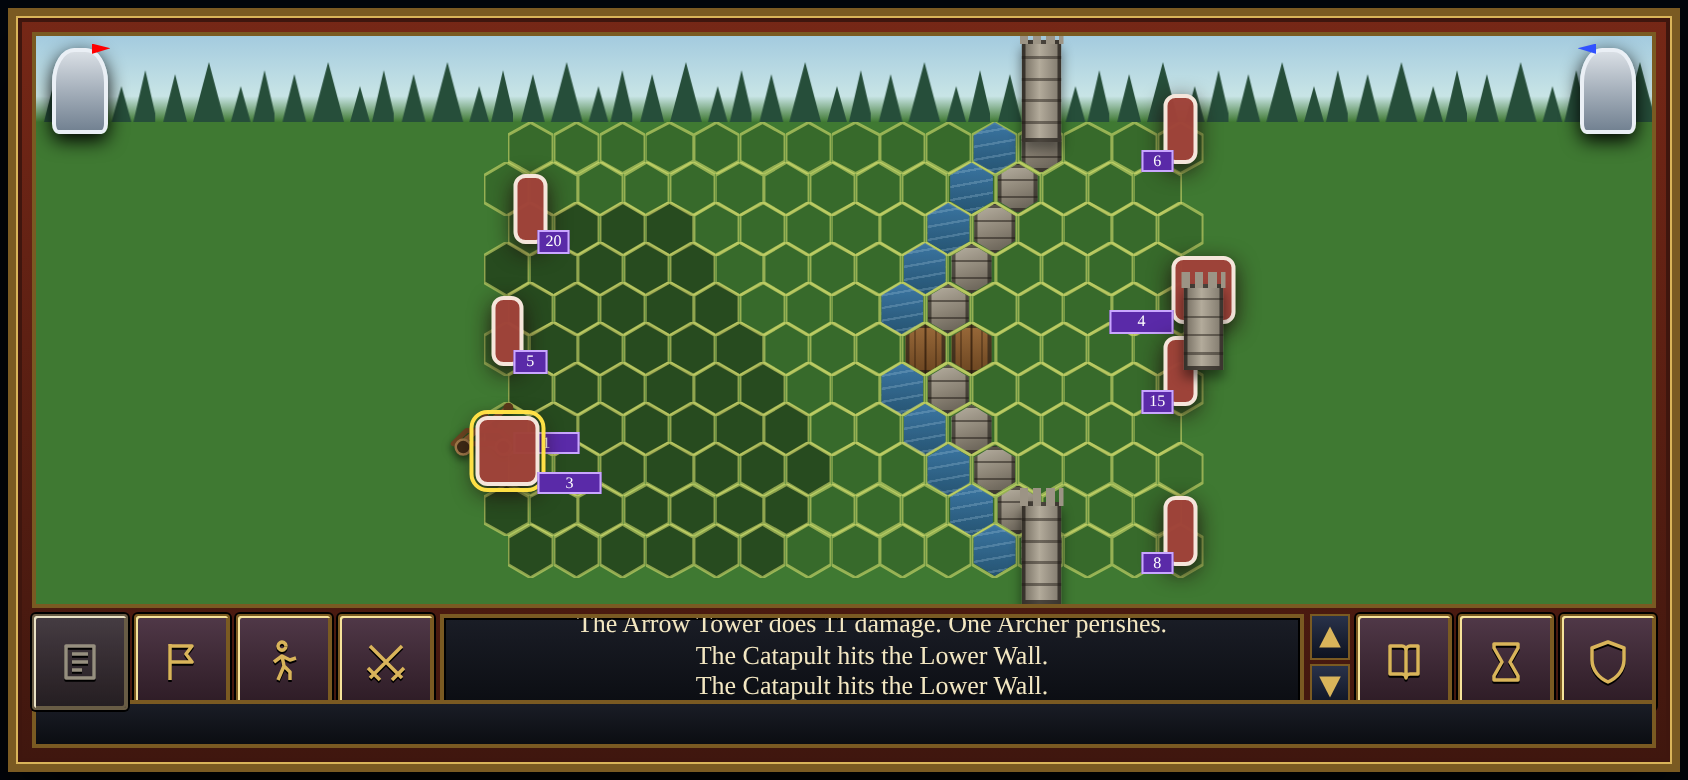 6
20
4
5
15
1
3
8
The Arrow Tower does 11 damage. One Archer perishes.
The Catapult hits the Lower Wall.
The Catapult hits the Lower Wall.